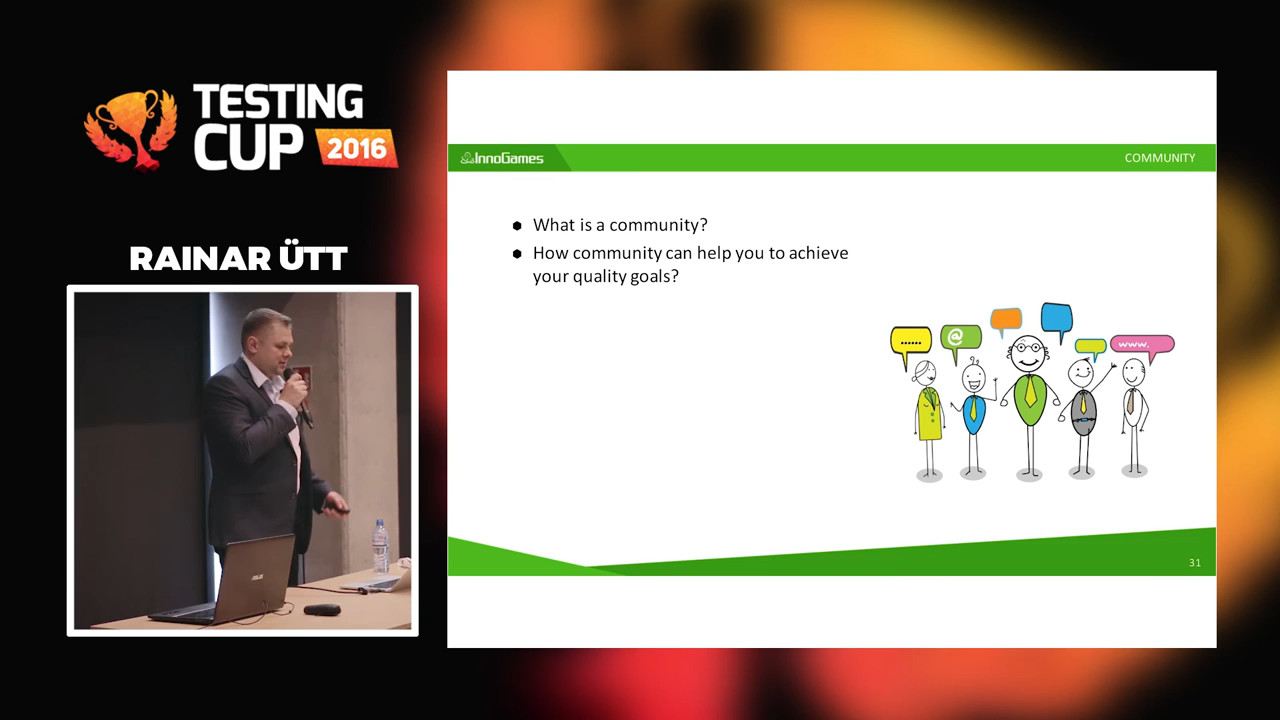 TESTING
CUP 2016
RAINAR ÜTT
ASUS
InnoGames
COMMUNITY
What is a community?
How community can help you to achieve
your quality goals?
......
@
www.
31